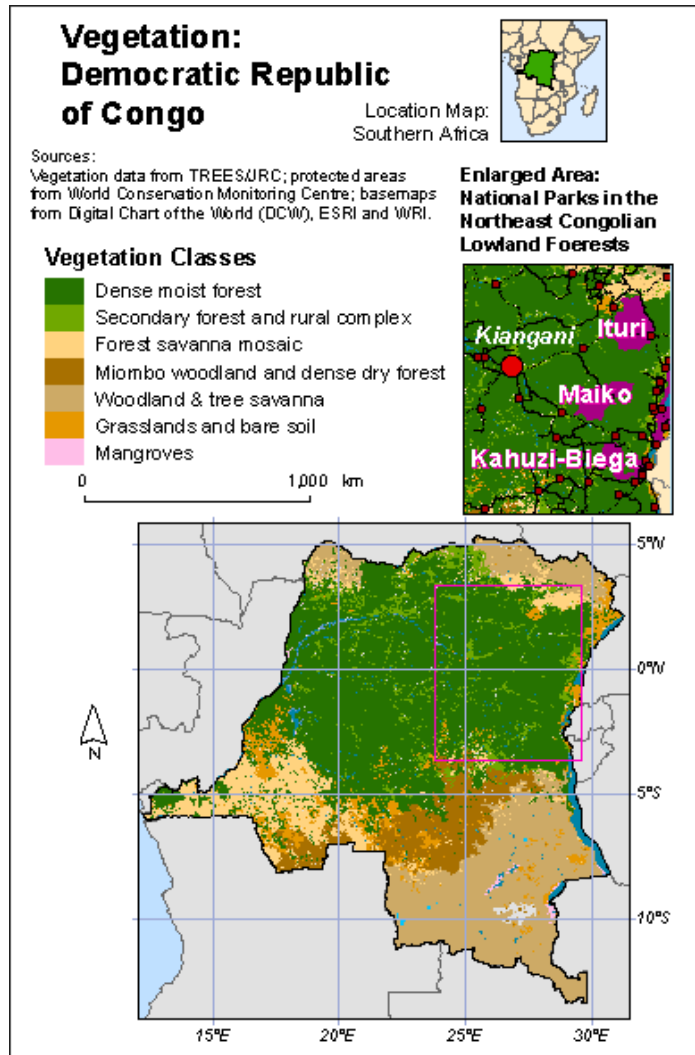 Vegetation:
Democratic Republic
of Congo
Location Map:
Southern Africa
Sources:
Vegetation data from TREES/JRC; protected areas
from World Conservation Monitoring Centre; basemaps
from Digital Chart of the World (DCW), ESRI and WRI.
Enlarged Area:
National Parks in the
Northeast Congolian
Lowland Foerests
Vegetation Classes
Dense moist forest
Secondary forest and rural complex
Forest savanna mosaic
Miombo woodland and dense dry forest
Woodland & tree savanna
Grasslands and bare soil
Mangroves
0 1,000 km
Kiangani
Ituri
Maiko
Kahuzi-Biega
5°W
0°W
N
5°S
10°S
15°E 20°E 25°E 30°E